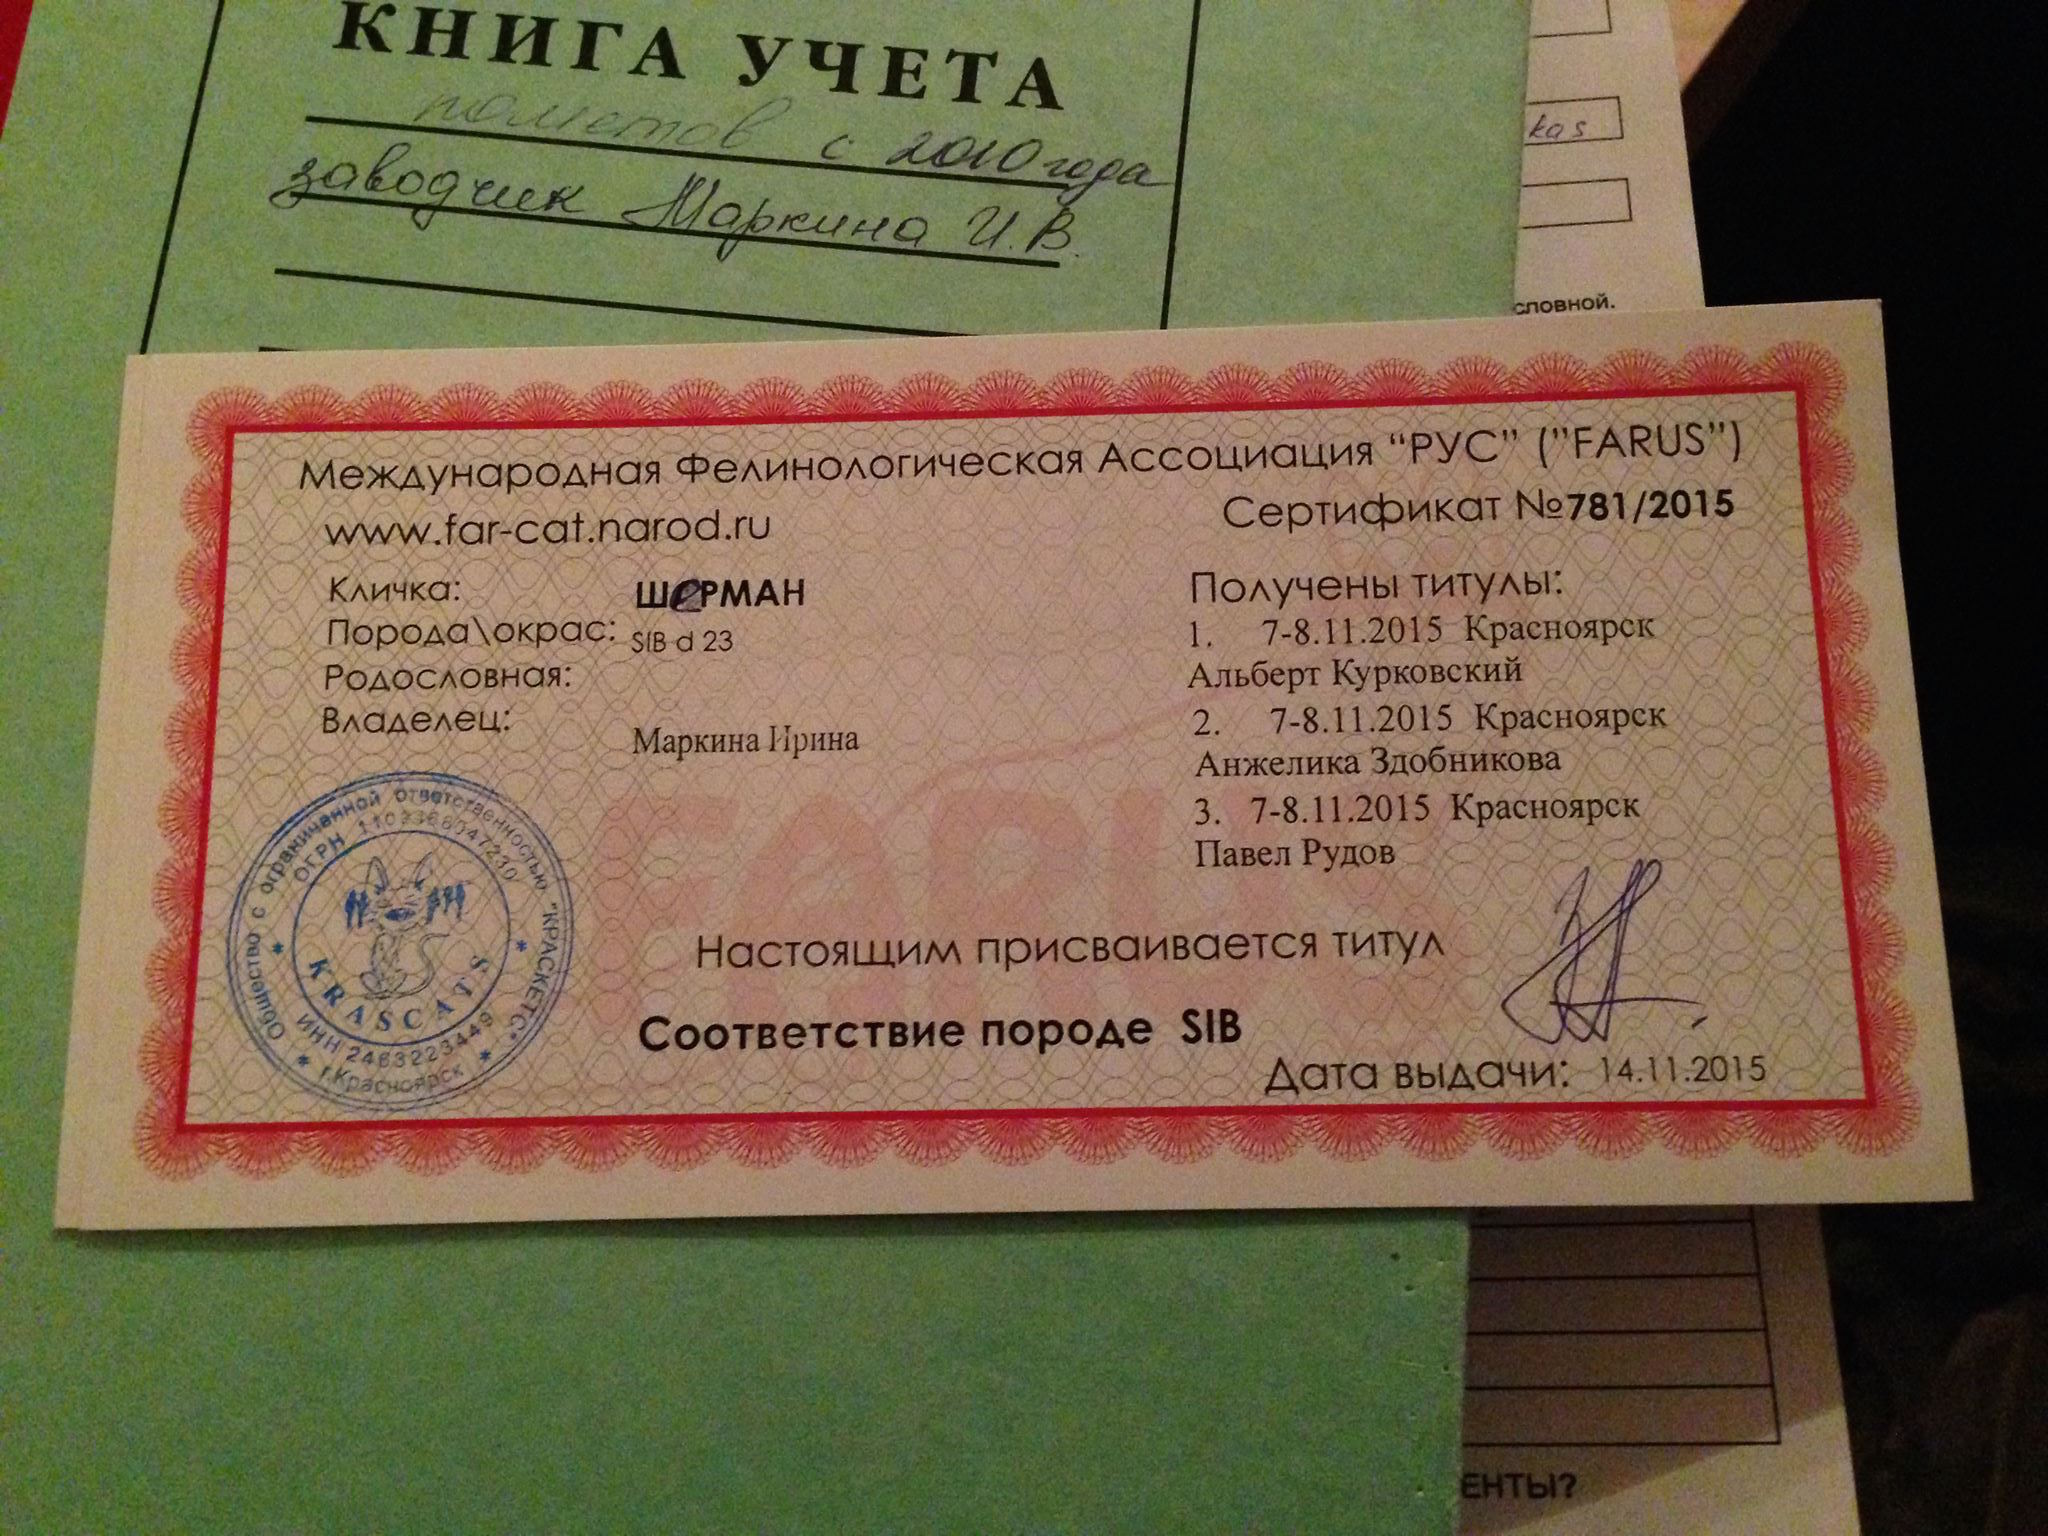 КНИГА УЧЕТА
пометов с 2010 года
заводчик Маркина И.В.
kas
словной.
Международная Фелинологическая Ассоциация “РУС” (”FARUS”)
www.far-cat.narod.ru
Сертификат №781/2015
Кличка: ШеРМАН
Порода\окрас: SIB d 23
Родословная:
Владелец: Маркина Ирина
Получены титулы:
1. 7-8.11.2015 Красноярск
Альберт Курковский
2. 7-8.11.2015 Красноярск
Анжелика Здобникова
3. 7-8.11.2015 Красноярск
Павел Рудов
Общество с ограниченной ответственностью "КРАСКЕТС"
ОГРН
KRASCATS
ИНН 2463223449
г.Красноярск
FARUS
Настоящим присваивается титул
Соответствие породе SIB
Дата выдачи: 14.11.2015
ЕНТЫ?